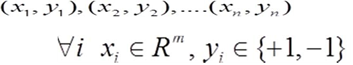 (x₁, y₁), (x₂, y₂), .... (xₙ, yₙ)
∀i xᵢ ∈ Rᵐ, yᵢ ∈ {+1, −1}